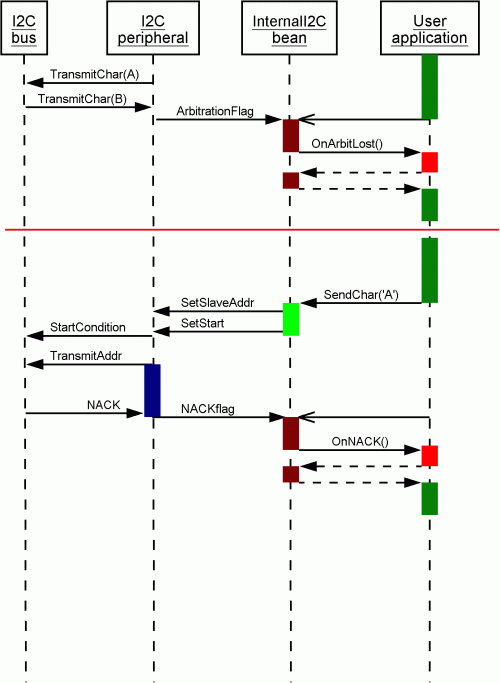 I2C
bus
I2C
peripheral
InternalI2C
bean
User
application
TransmitChar(A)
TransmitChar(B)
ArbitrationFlag
OnArbitLost()
SendChar('A')
SetSlaveAddr
SetStart
StartCondition
TransmitAddr
NACK
NACKflag
OnNACK()